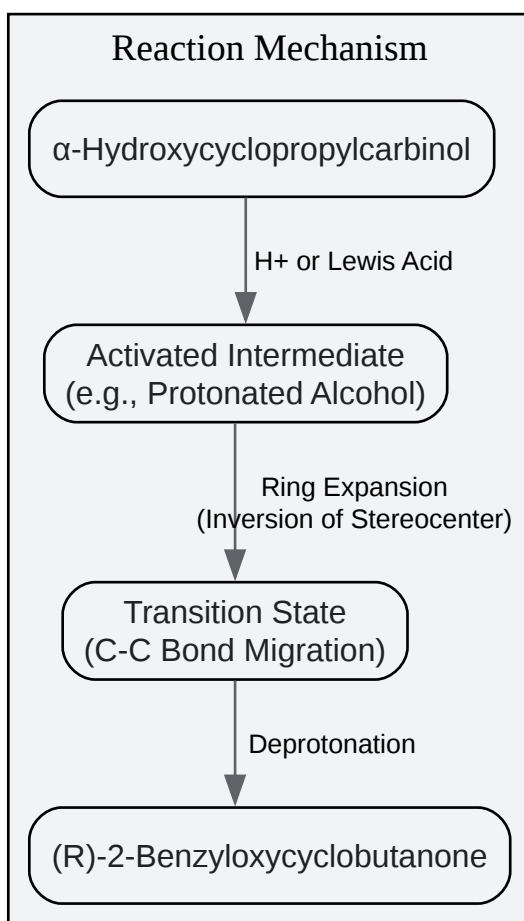 Reaction Mechanism
α-Hydroxycyclopropylcarbinol
H+ or Lewis Acid
Activated Intermediate
(e.g., Protonated Alcohol)
Ring Expansion
(Inversion of Stereocenter)
Transition State
(C-C Bond Migration)
Deprotonation
(R)-2-Benzyloxycyclobutanone